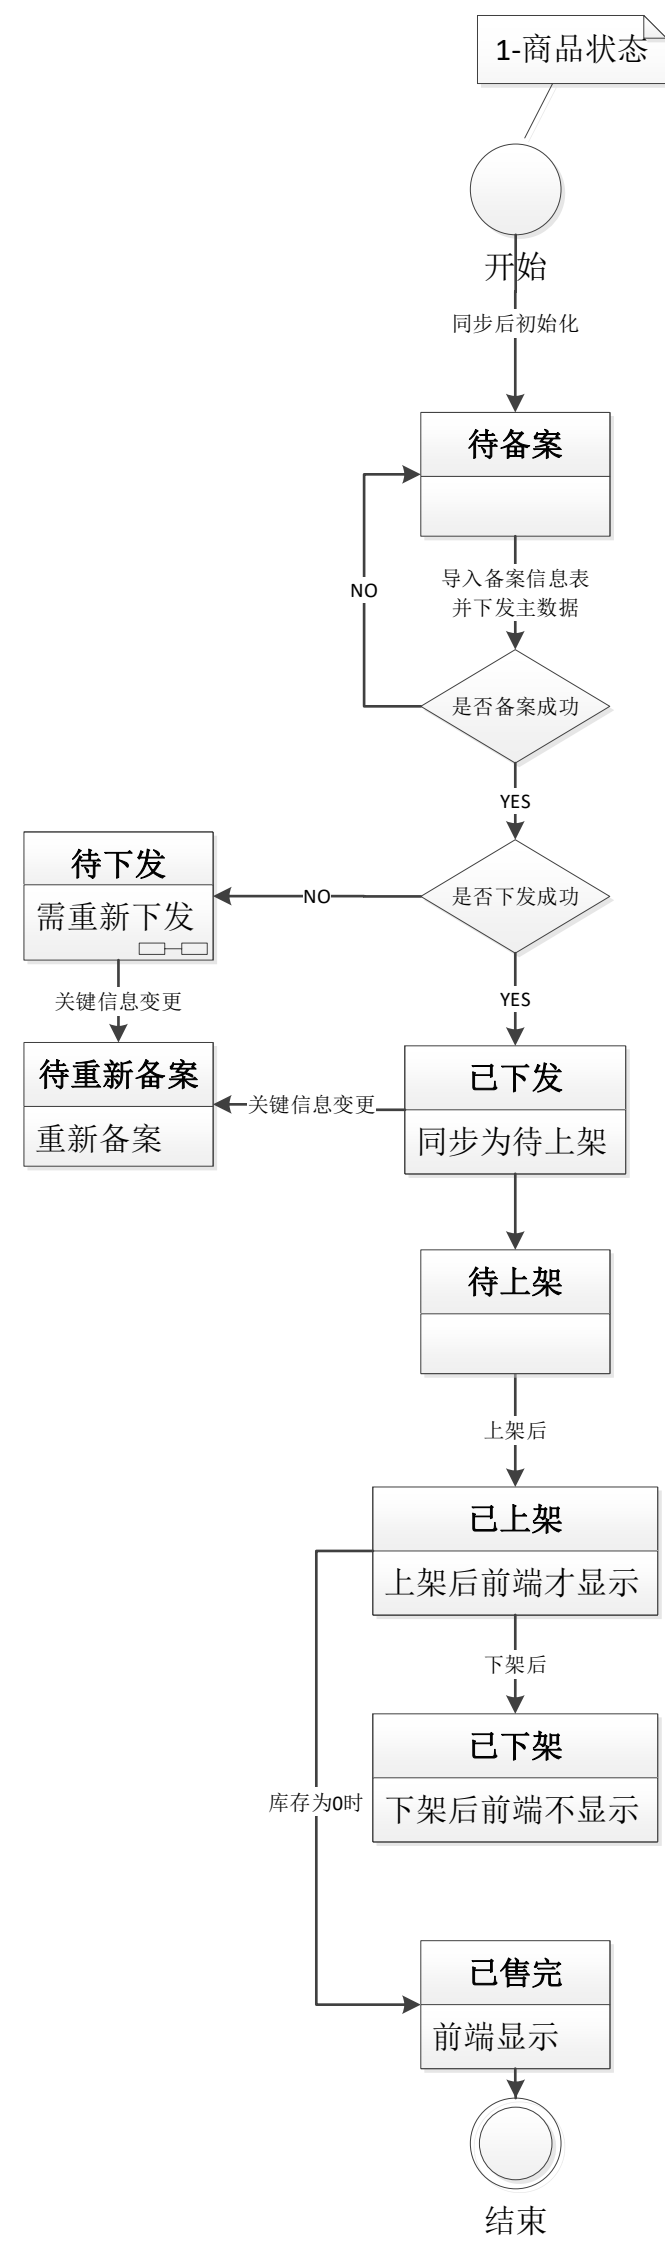 1-商品状态
开始
同步后初始化
待备案
导入备案信息表
并下发主数据
NO
是否备案成功
YES
待下发
需重新下发
NO
是否下发成功
关键信息变更
YES
待重新备案
重新备案
关键信息变更
已下发
同步为待上架
待上架
上架后
已上架
上架后前端才显示
下架后
已下架
下架后前端不显示
库存为0时
已售完
前端显示
结束